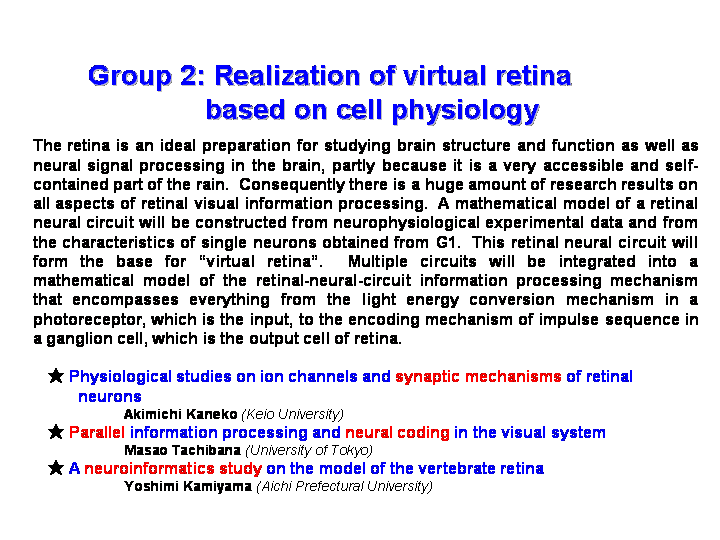 Group 2: Realization of virtual retina
based on cell physiology
The retina is an ideal preparation for studying brain structure and function as well as
neural signal processing in the brain, partly because it is a very accessible and self-
contained part of the rain. Consequently there is a huge amount of research results on
all aspects of retinal visual information processing. A mathematical model of a retinal
neural circuit will be constructed from neurophysiological experimental data and from
the characteristics of single neurons obtained from G1. This retinal neural circuit will
form the base for “virtual retina”. Multiple circuits will be integrated into a
mathematical model of the retinal-neural-circuit information processing mechanism
that encompasses everything from the light energy conversion mechanism in a
photoreceptor, which is the input, to the encoding mechanism of impulse sequence in
a ganglion cell, which is the output cell of retina.
★ Physiological studies on ion channels and synaptic mechanisms of retinal
neurons
Akimichi Kaneko (Keio University)
★ Parallel information processing and neural coding in the visual system
Masao Tachibana (University of Tokyo)
★ A neuroinformatics study on the model of the vertebrate retina
Yoshimi Kamiyama (Aichi Prefectural University)